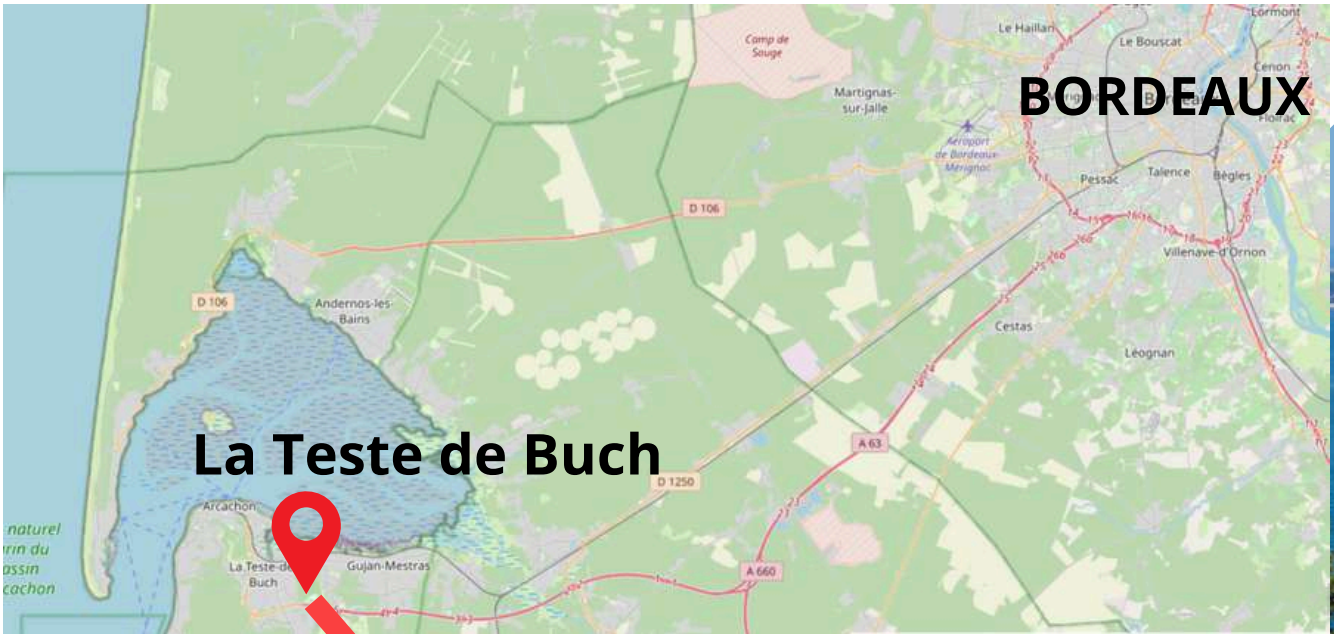 Lormont
Le Haillan
Le Bouscat
Camp de
Souge
Cenon
Martignas-
sur-Jalle
BORDEAUX
Floirac
Aéroport
de Bordeaux-
Mérignac
Talence
Bègles
Pessac
D 106
Villenave-d'Ornon
D 106
Andernos-les-
Bains
Cestas
Léognan
La Teste de Buch
A 63
D 1250
Arcachon
naturel
rin du
assin
cachon
La Teste-de
Buch
Gujan-Mestras
A 660